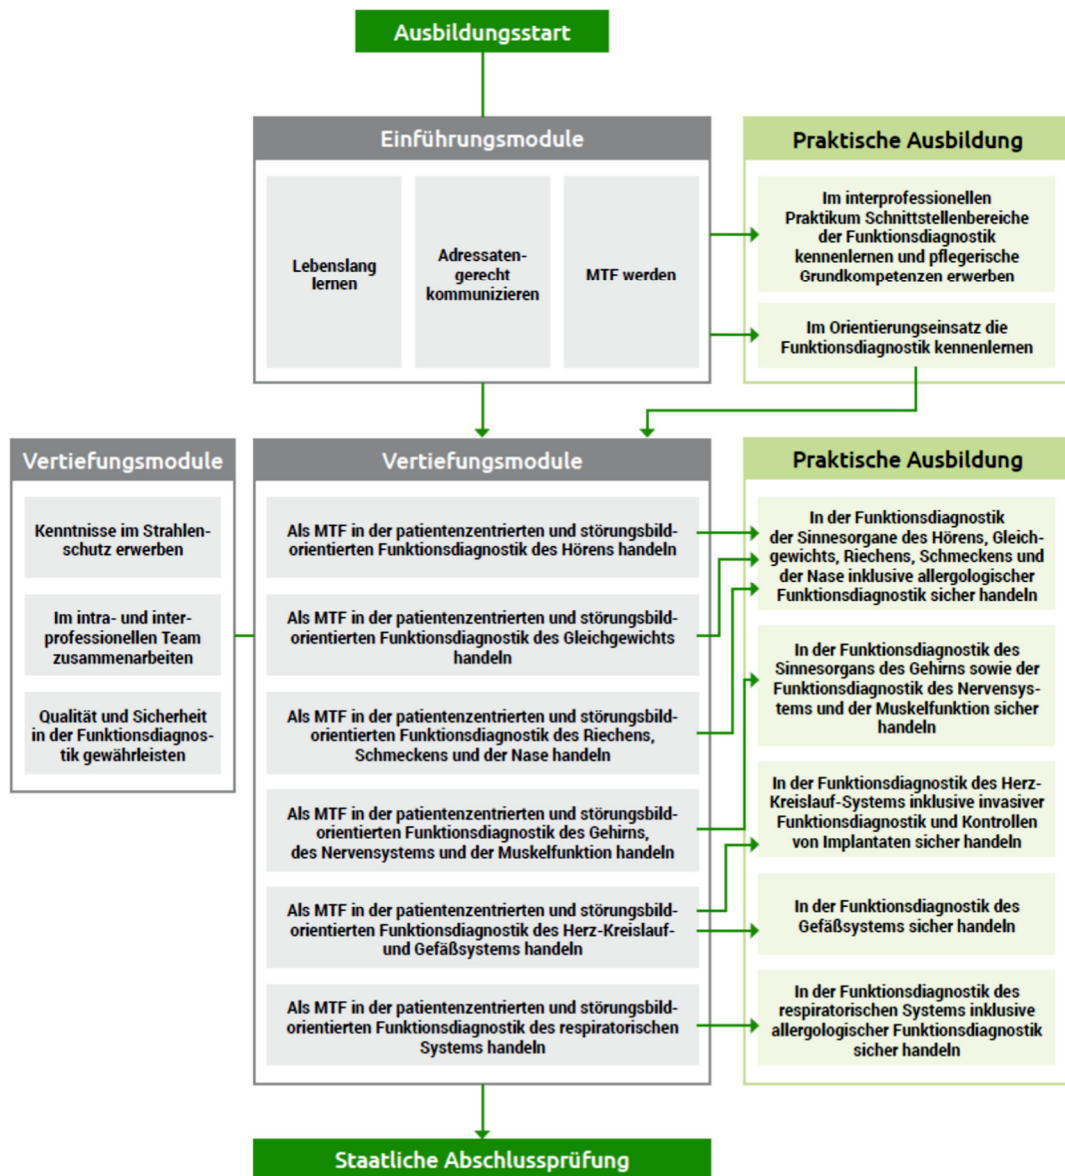 Ausbildungsstart
Einführungsmodule
Lebenslang
lernen
Adressaten-
gerecht
kommunizieren
MTF werden
Praktische Ausbildung
Im interprofessionellen
Praktikum Schnittstellenbereiche
der Funktionsdiagnostik
kennenlernen und pflegerische
Grundkompetenzen erwerben
Im Orientierungseinsatz die
Funktionsdiagnostik kennenlernen
Vertiefungsmodule
Kenntnisse im Strahlen-
schutz erwerben
Im intra- und inter-
professionellen Team
zusammenarbeiten
Qualität und Sicherheit
in der Funktionsdiagnos-
tik gewährleisten
Vertiefungsmodule
Als MTF in der patientenzentrierten und störungsbild-
orientierten Funktionsdiagnostik des Hörens handeln
Als MTF in der patientenzentrierten und störungsbild-
orientierten Funktionsdiagnostik des Gleichgewichts
handeln
Als MTF in der patientenzentrierten und störungsbild-
orientierten Funktionsdiagnostik des Riechens,
Schmeckens und der Nase handeln
Als MTF in der patientenzentrierten und störungsbild-
orientierten Funktionsdiagnostik des Gehirns,
des Nervensystems und der Muskelfunktion handeln
Als MTF in der patientenzentrierten und störungsbild-
orientierten Funktionsdiagnostik des Herz-Kreislauf-
und Gefäßsystems handeln
Als MTF in der patientenzentrierten und störungsbild-
orientierten Funktionsdiagnostik des respiratorischen
Systems handeln
Praktische Ausbildung
In der Funktionsdiagnostik
der Sinnesorgane des Hörens, Gleich-
gewichts, Riechens, Schmeckens und
der Nase inklusive allergologischer
Funktionsdiagnostik sicher handeln
In der Funktionsdiagnostik des
Sinnesorgans des Gehirns sowie der
Funktionsdiagnostik des Nervensys-
tems und der Muskelfunktion sicher
handeln
In der Funktionsdiagnostik des Herz-
Kreislauf-Systems inklusive invasiver
Funktionsdiagnostik und Kontrollen
von Implantaten sicher handeln
In der Funktionsdiagnostik des
Gefäßsystems sicher handeln
In der Funktionsdiagnostik des
respiratorischen Systems inklusive
allergologischer Funktionsdiagnostik
sicher handeln
Staatliche Abschlussprüfung